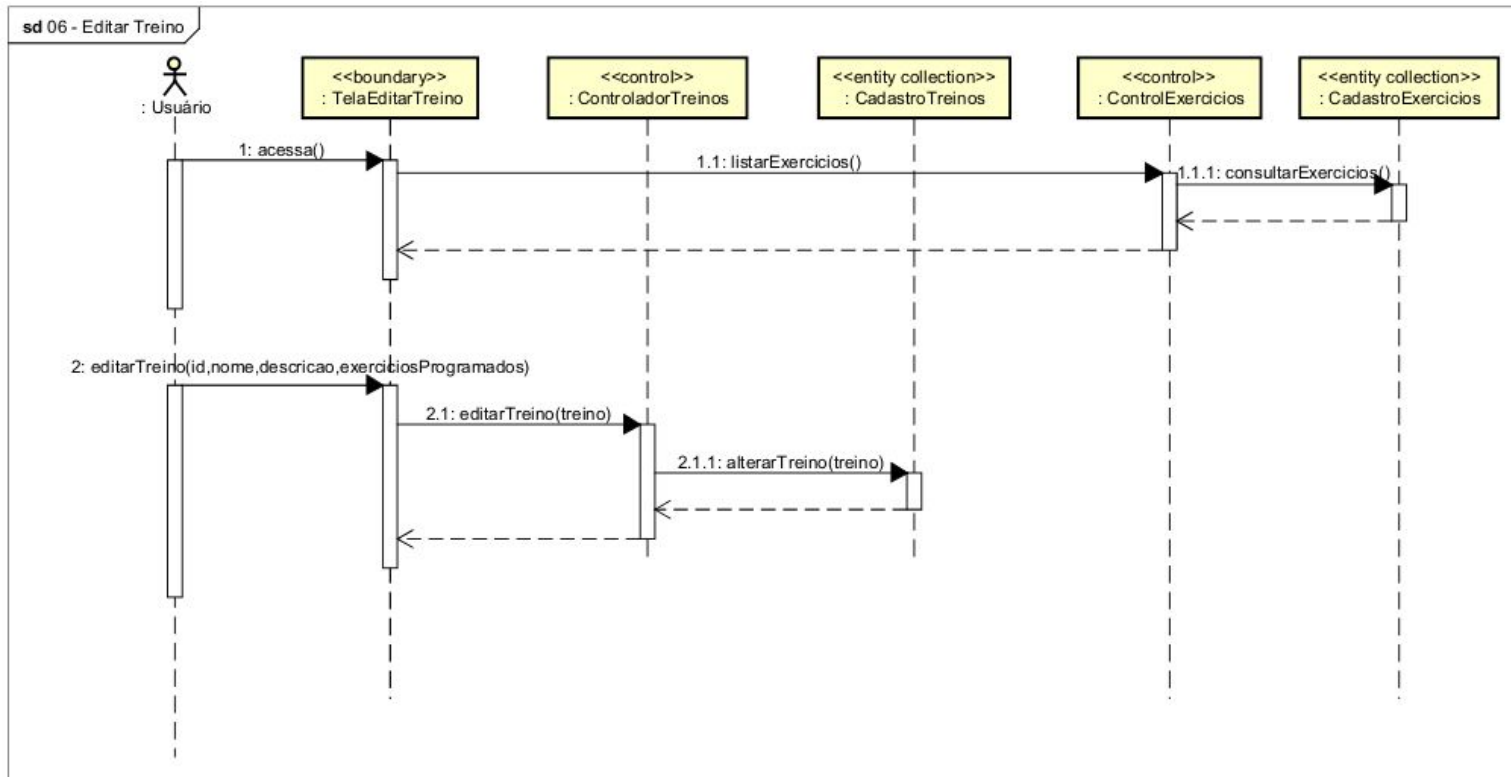 sd 06 - Editar Treino
: Usuário
<<boundary>>
: TelaEditarTreino
<<control>>
: ControladorTreinos
<<entity collection>>
: CadastroTreinos
<<control>>
: ControlExercicios
<<entity collection>>
: CadastroExercicios
1: acessa()
1.1: listarExercicios()
1.1.1: consultarExercicios()
2: editarTreino(id,nome,descricao,exerciciosProgramados)
2.1: editarTreino(treino)
2.1.1: alterarTreino(treino)